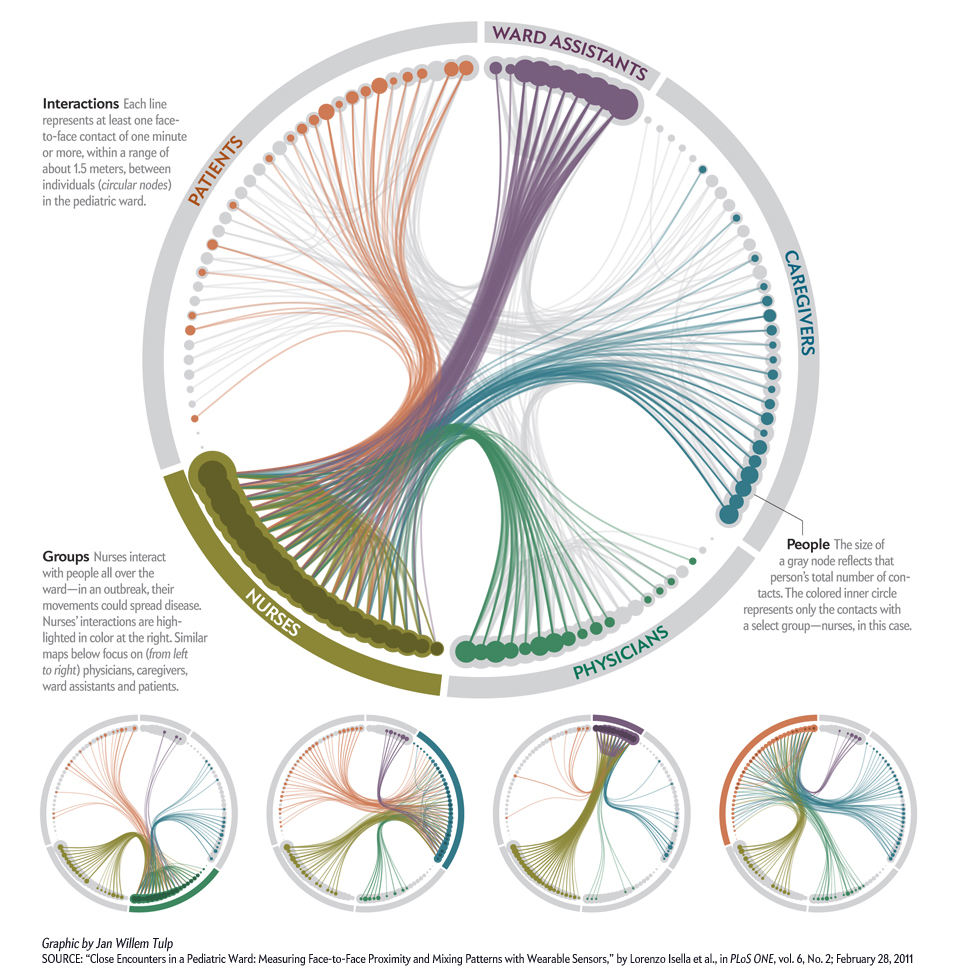 WARD ASSISTANTS
Interactions Each line
represents at least one face-
to-face contact of one minute
or more, within a range of
about 1.5 meters, between
individuals (circular nodes)
in the pediatric ward.
PATIENTS
CAREGIVERS
People The size of
a gray node reflects that
person's total number of con-
tacts. The colored inner circle
represents only the contacts with
a select group—nurses, in this case.
Groups Nurses interact
with people all over the
ward—in an outbreak, their
movements could spread disease.
Nurses' interactions are high-
lighted in color at the right. Similar
maps below focus on (from left
to right) physicians, caregivers,
ward assistants and patients.
NURSES
PHYSICIANS
Graphic by Jan Willem Tulp
SOURCE: "Close Encounters in a Pediatric Ward: Measuring Face-to-Face Proximity and Mixing Patterns with Wearable Sensors," by Lorenzo Isella et al., in PLoS ONE, vol. 6, No. 2; February 28, 2011